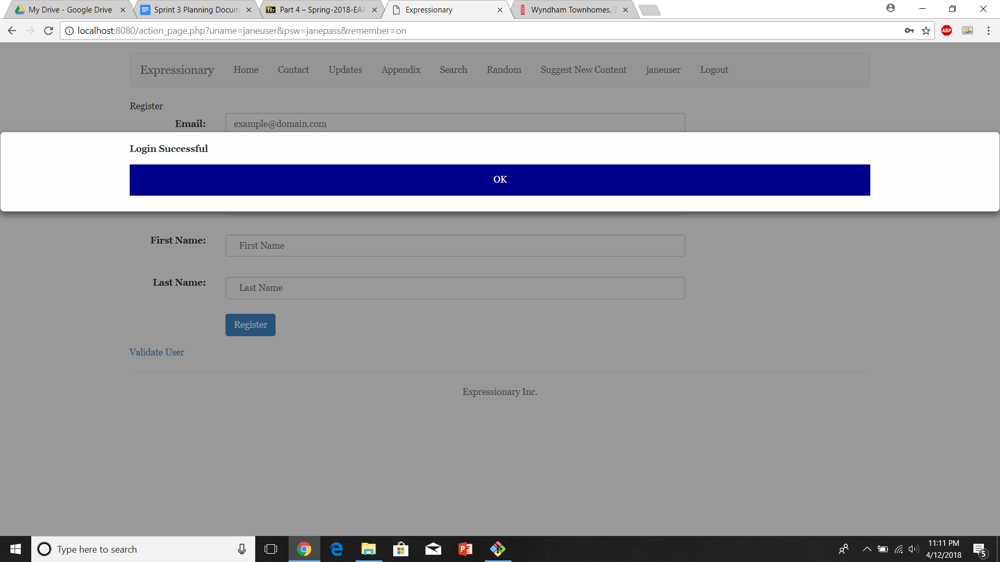 My Drive - Google Drive
Sprint 3 Planning Docum
Part 4 – Spring-2018-EAP
Expressionary
Wyndham Townhomes, 3
localhost:8080/action_page.php?uname=janeuser&psw=janepass&remember=on
ABP
Expressionary Home Contact Updates Appendix Search Random Suggest New Content janeuser Logout
Register
Email: example@domain.com
Login Successful
OK
First Name: First Name
Last Name: Last Name
Register
Validate User
Expressionary Inc.
Type here to search
11:11 PM
4/12/2018
5